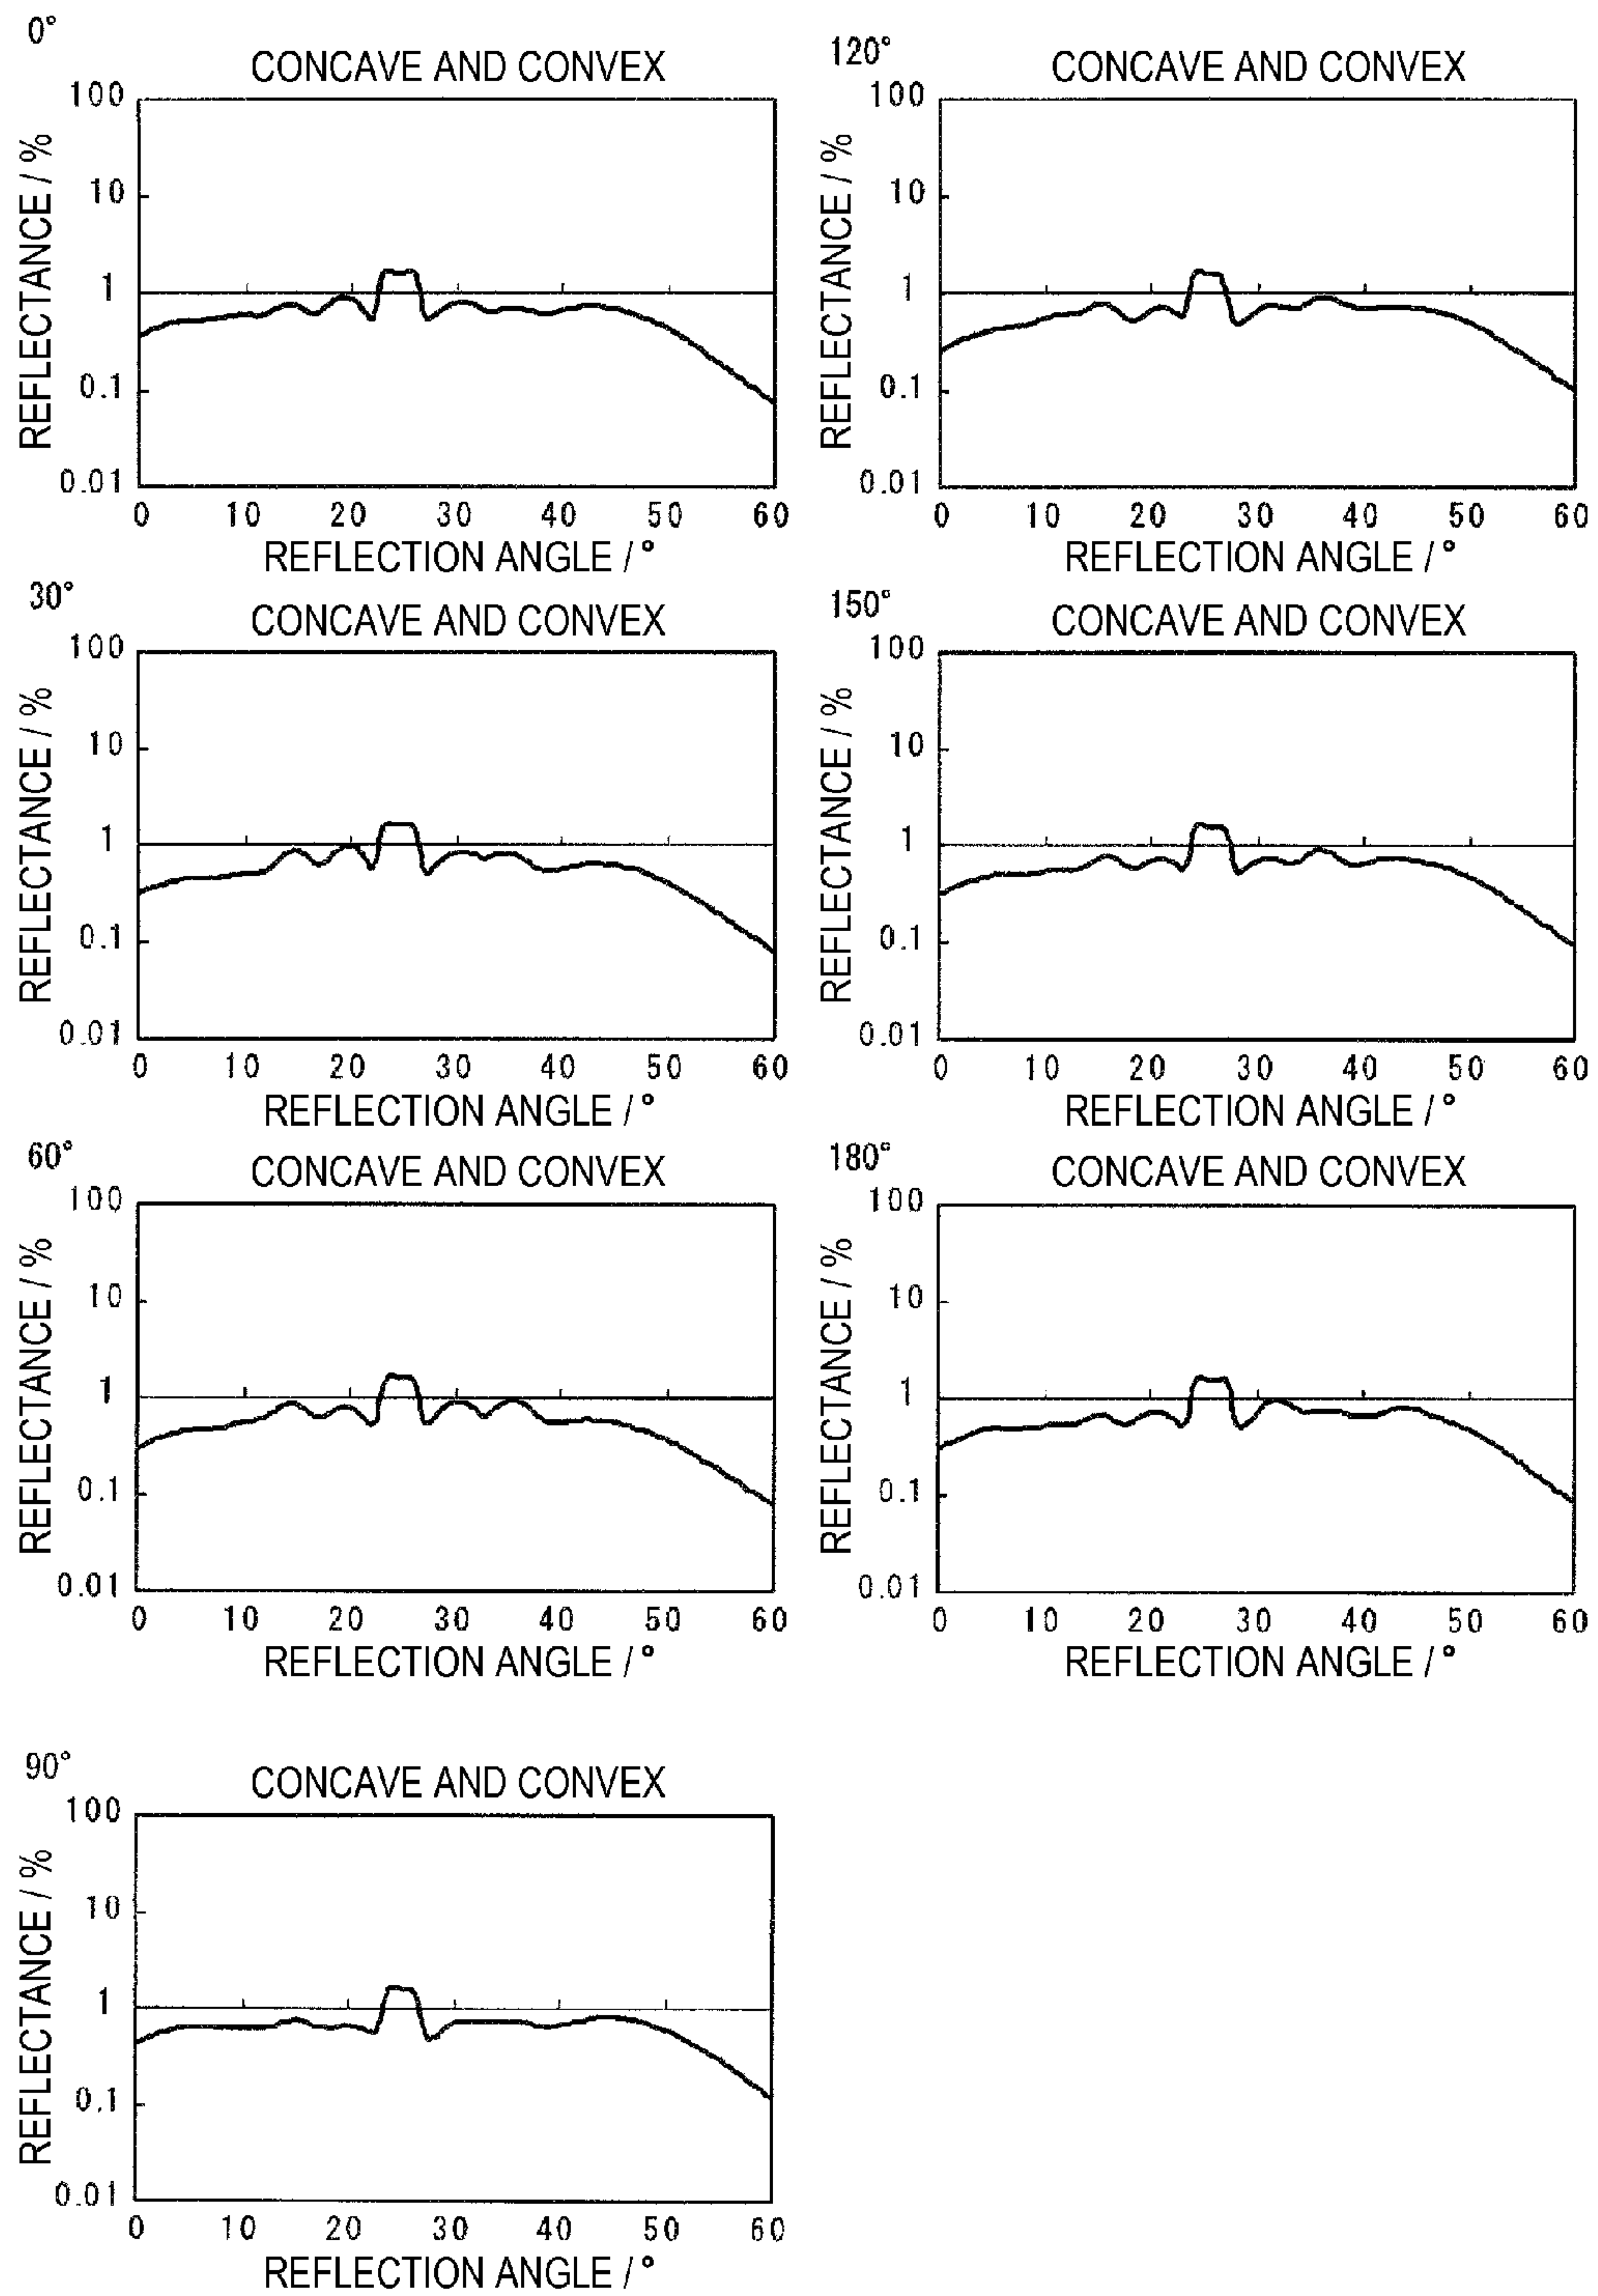 0°
CONCAVE AND CONVEX
100
10
1
0.1
0.01
REFLECTANCE / %
0 10 20 30 40 50 60
REFLECTION ANGLE / °
120°
CONCAVE AND CONVEX
100
10
1
0.1
0.01
REFLECTANCE / %
0 10 20 30 40 50 60
REFLECTION ANGLE / °
30°
CONCAVE AND CONVEX
100
10
1
0.1
0.01
REFLECTANCE / %
0 10 20 30 40 50 60
REFLECTION ANGLE / °
150°
CONCAVE AND CONVEX
100
10
1
0.1
0.01
REFLECTANCE / %
0 10 20 30 40 50 60
REFLECTION ANGLE / °
60°
CONCAVE AND CONVEX
100
10
1
0.1
0.01
REFLECTANCE / %
0 10 20 30 40 50 60
REFLECTION ANGLE / °
180°
CONCAVE AND CONVEX
100
10
1
0.1
0.01
REFLECTANCE / %
0 10 20 30 40 50 60
REFLECTION ANGLE / °
90°
CONCAVE AND CONVEX
100
10
1
0.1
0.01
REFLECTANCE / %
0 10 20 30 40 50 60
REFLECTION ANGLE / °